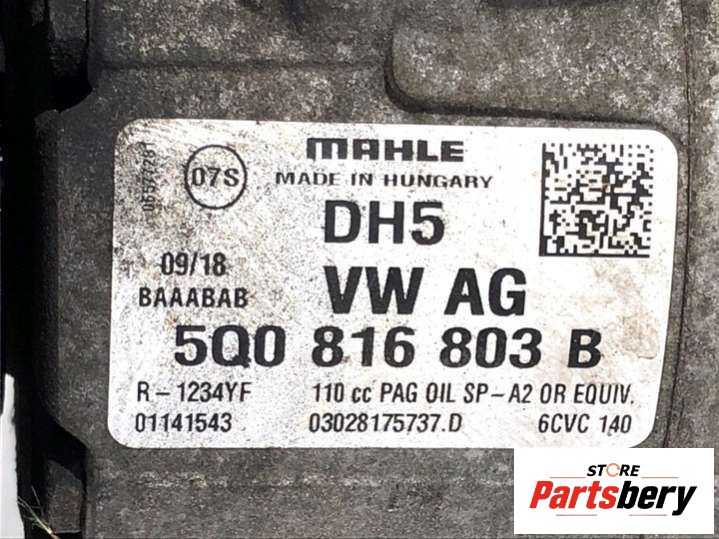 MAHLE
07S
MADE IN HUNGARY
DH5
09/18
BAAABAB
VW AG
5Q0 816 803 B
R-1234YF 110 cc PAG OIL SP-A2 OR EQUIV.
01141543 03028175737.D 6CVC 140
STORE
Partsbery